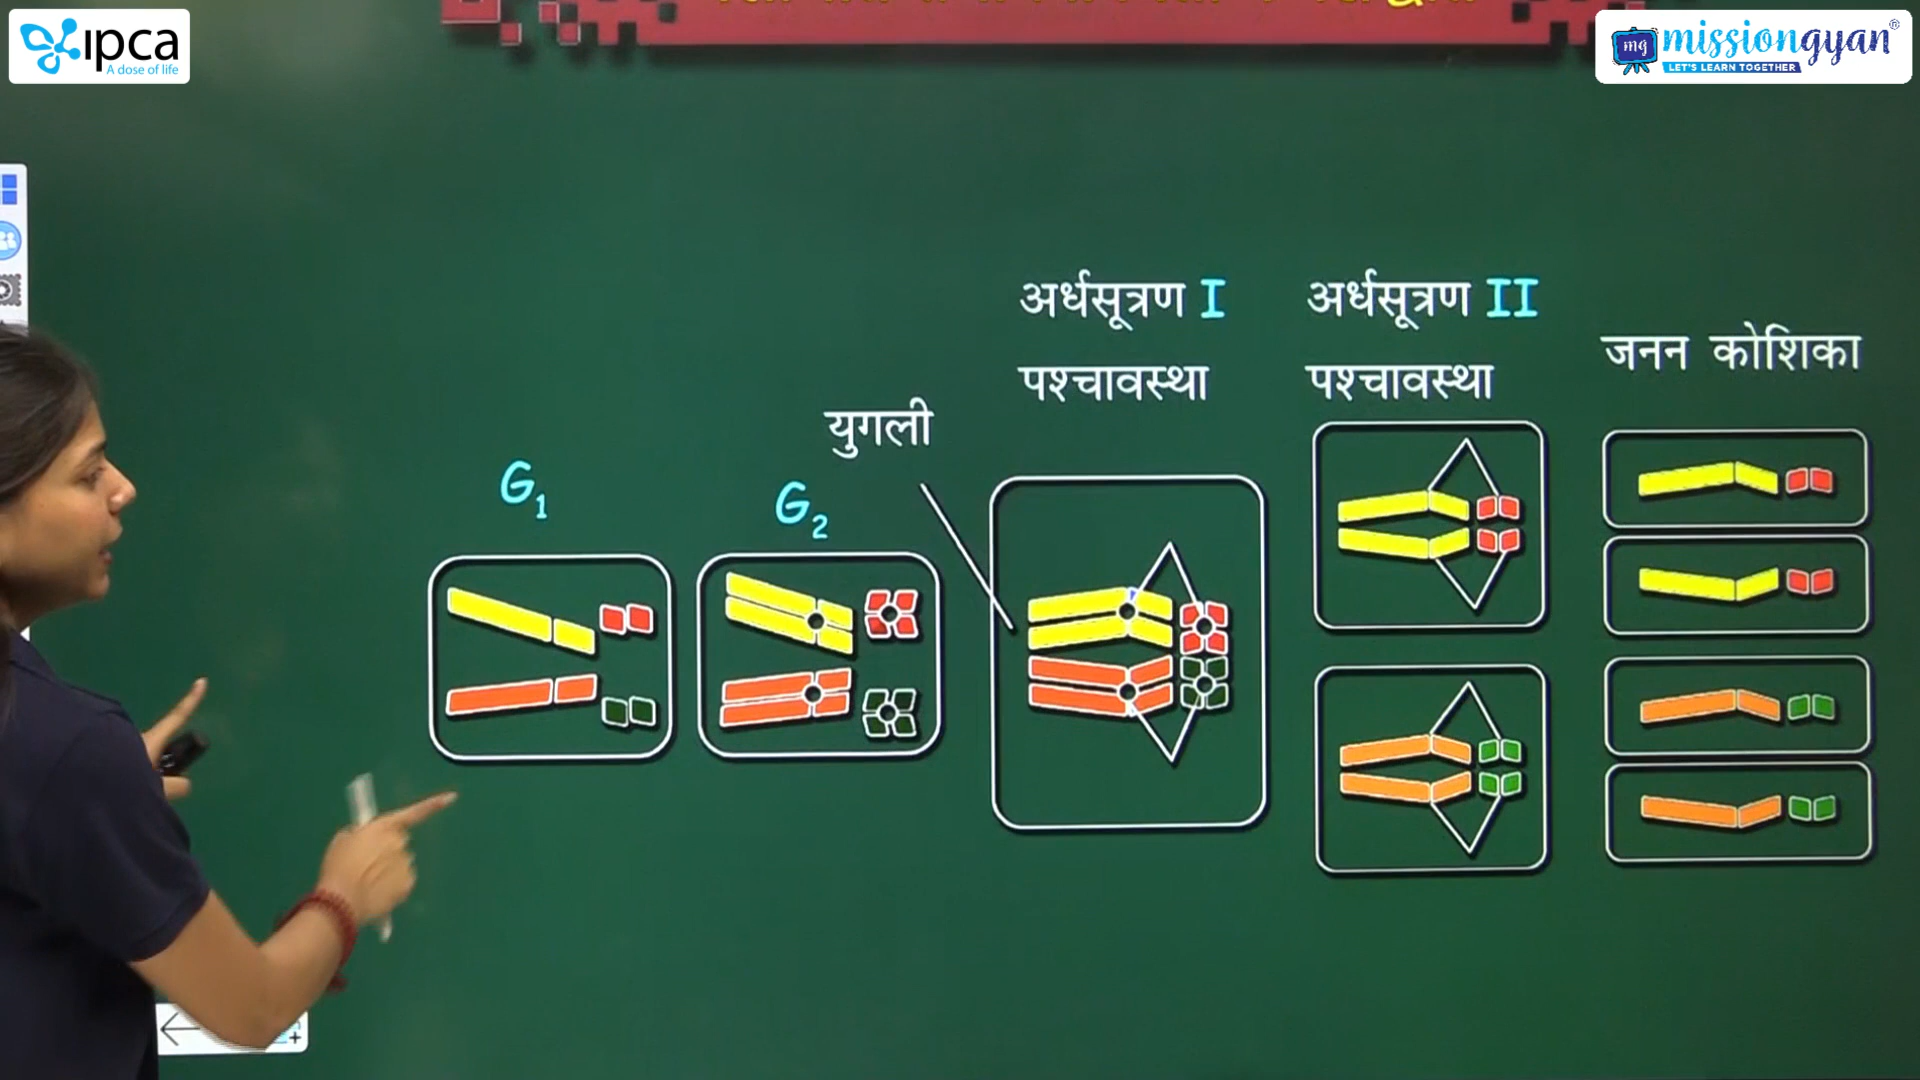 ipca
A dose of life
mg missiongyan®
LET'S LEARN TOGETHER
अर्धसूत्रण I
पश्चावस्था
अर्धसूत्रण II
पश्चावस्था
जनन कोशिका
युगली
G1
G2